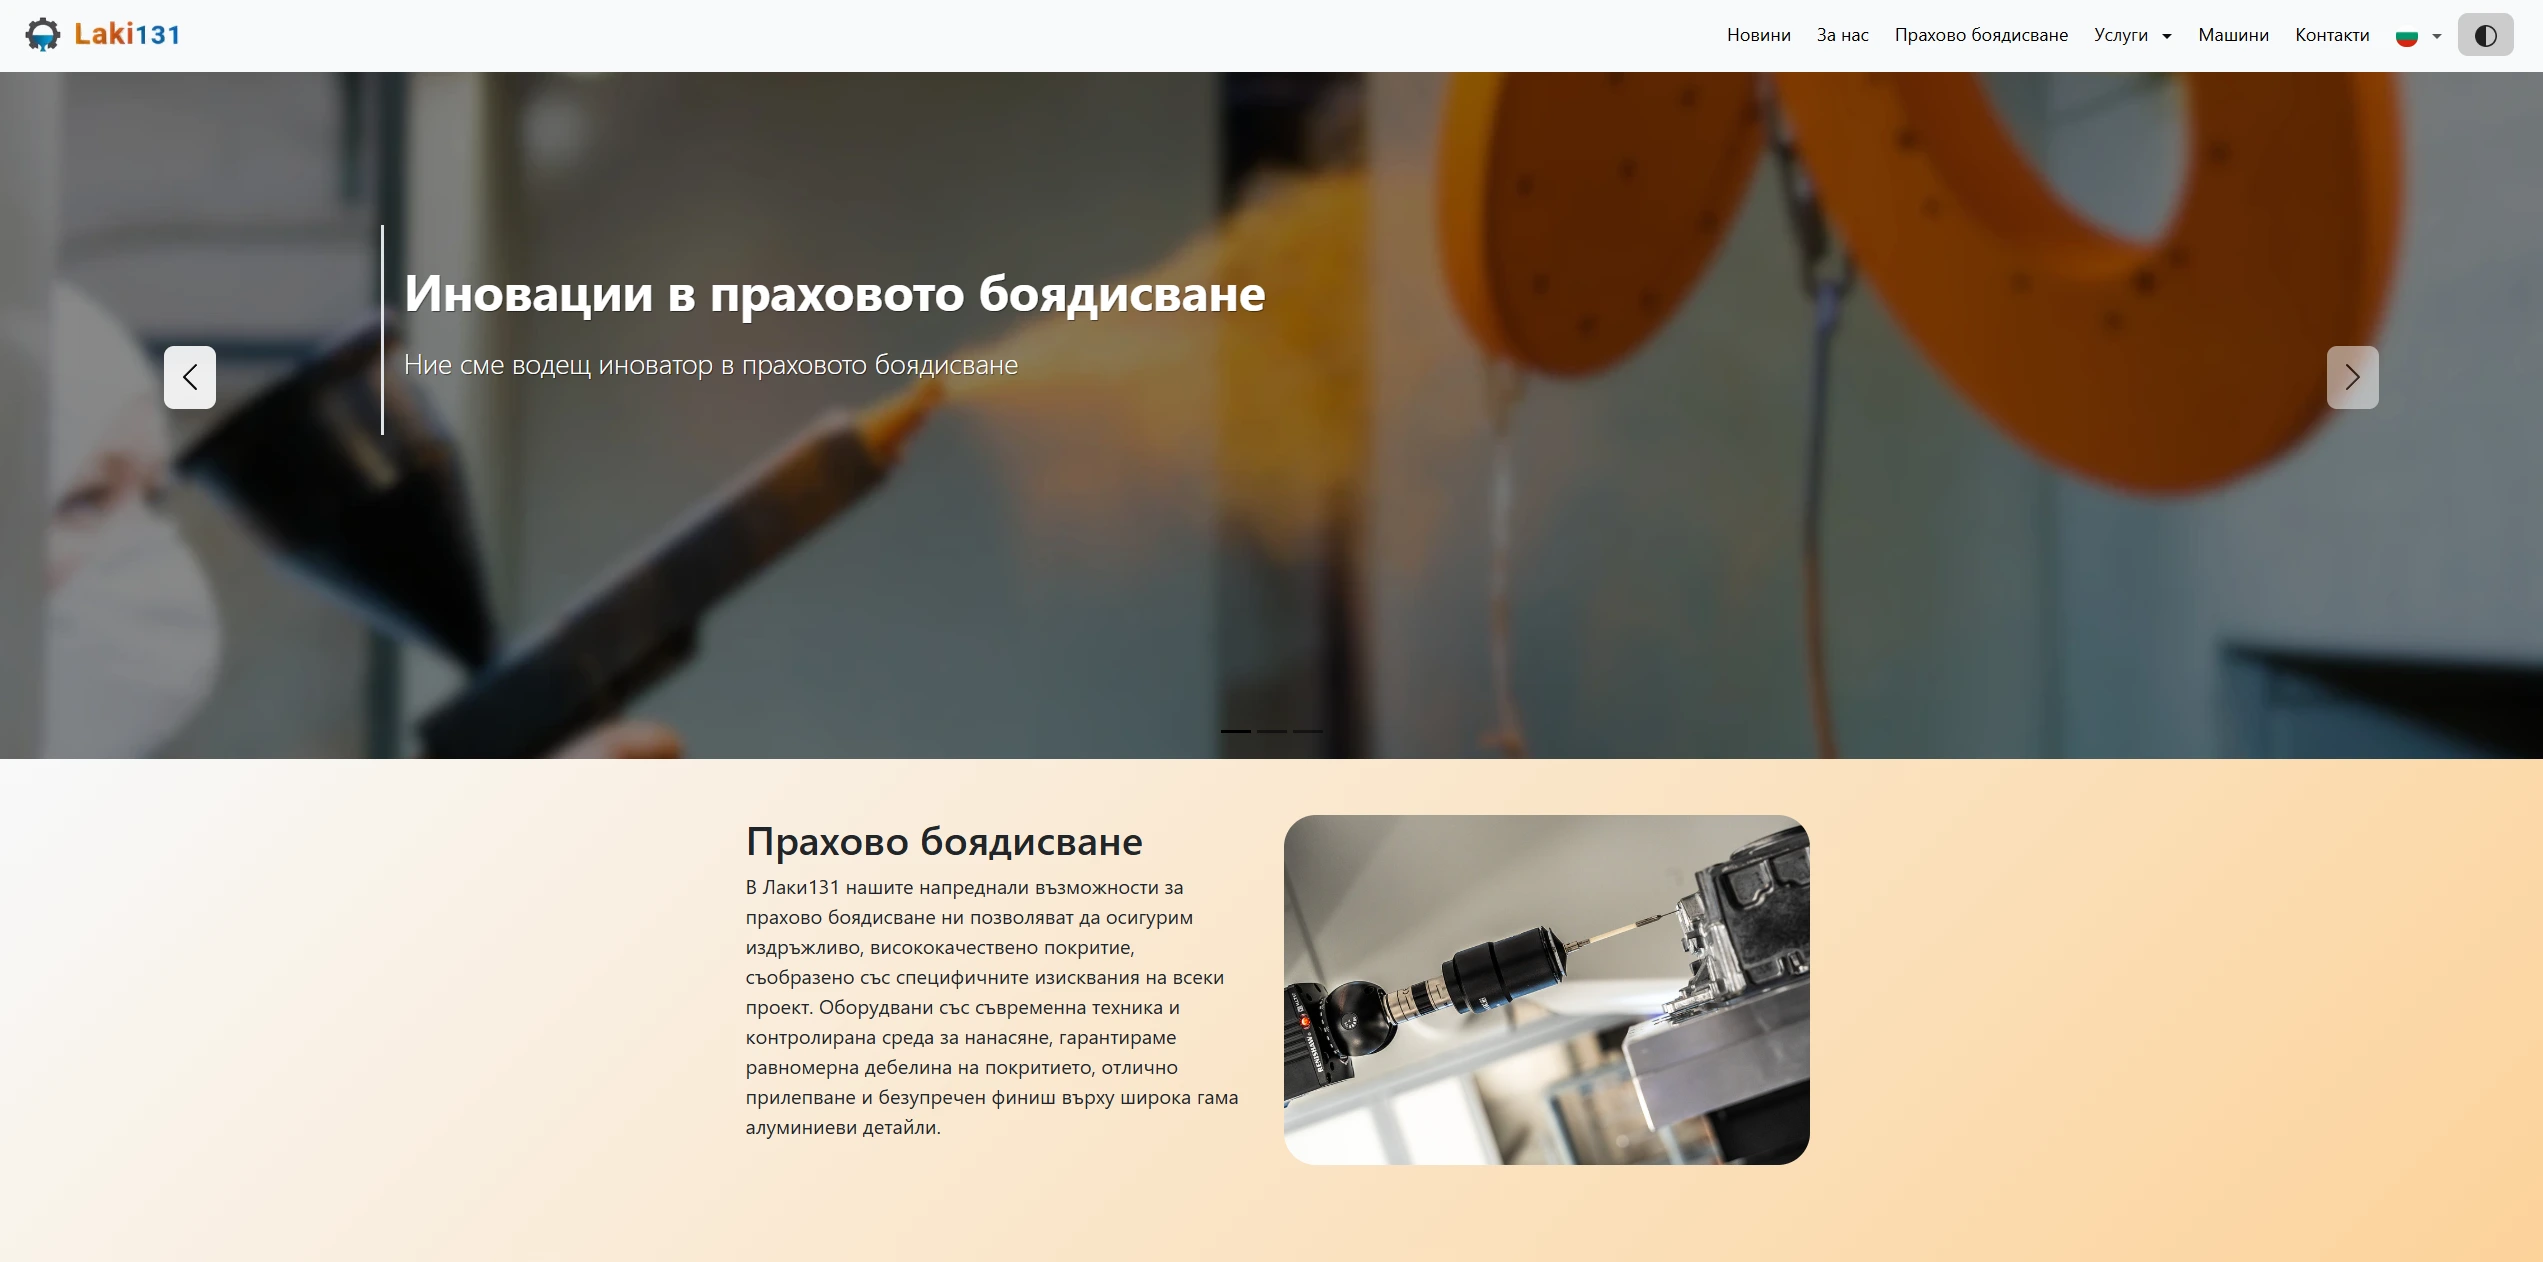 Laki131
Новини За нас Прахово боядисване Услуги Машини Контакти
Иновации в праховото боядисване
Ние сме водещ иноватор в праховото боядисване
Прахово боядисване
В Лаки131 нашите напреднали възможности за
прахово боядисване ни позволяват да осигурим
издръжливо, висококачествено покритие,
съобразено със специфичните изисквания на всеки
проект. Оборудвани със съвременна техника и
контролирана среда за нанасяне, гарантираме
равномерна дебелина на покритието, отлично
прилепване и безупречен финиш върху широка гама
алуминиеви детайли.
RENISHAW